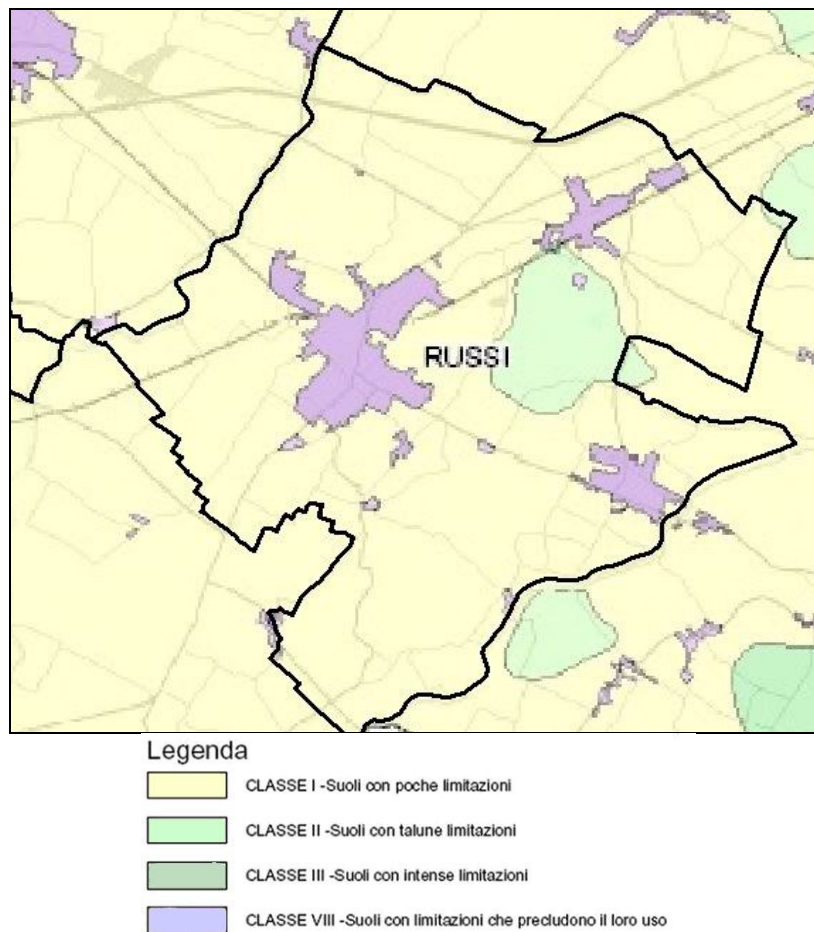 RUSSI
Legenda
CLASSE I -Suoli con poche limitazioni
CLASSE II -Suoli con talune limitazioni
CLASSE III -Suoli con intense limitazioni
CLASSE VIII -Suoli con limitazioni che precludono il loro uso